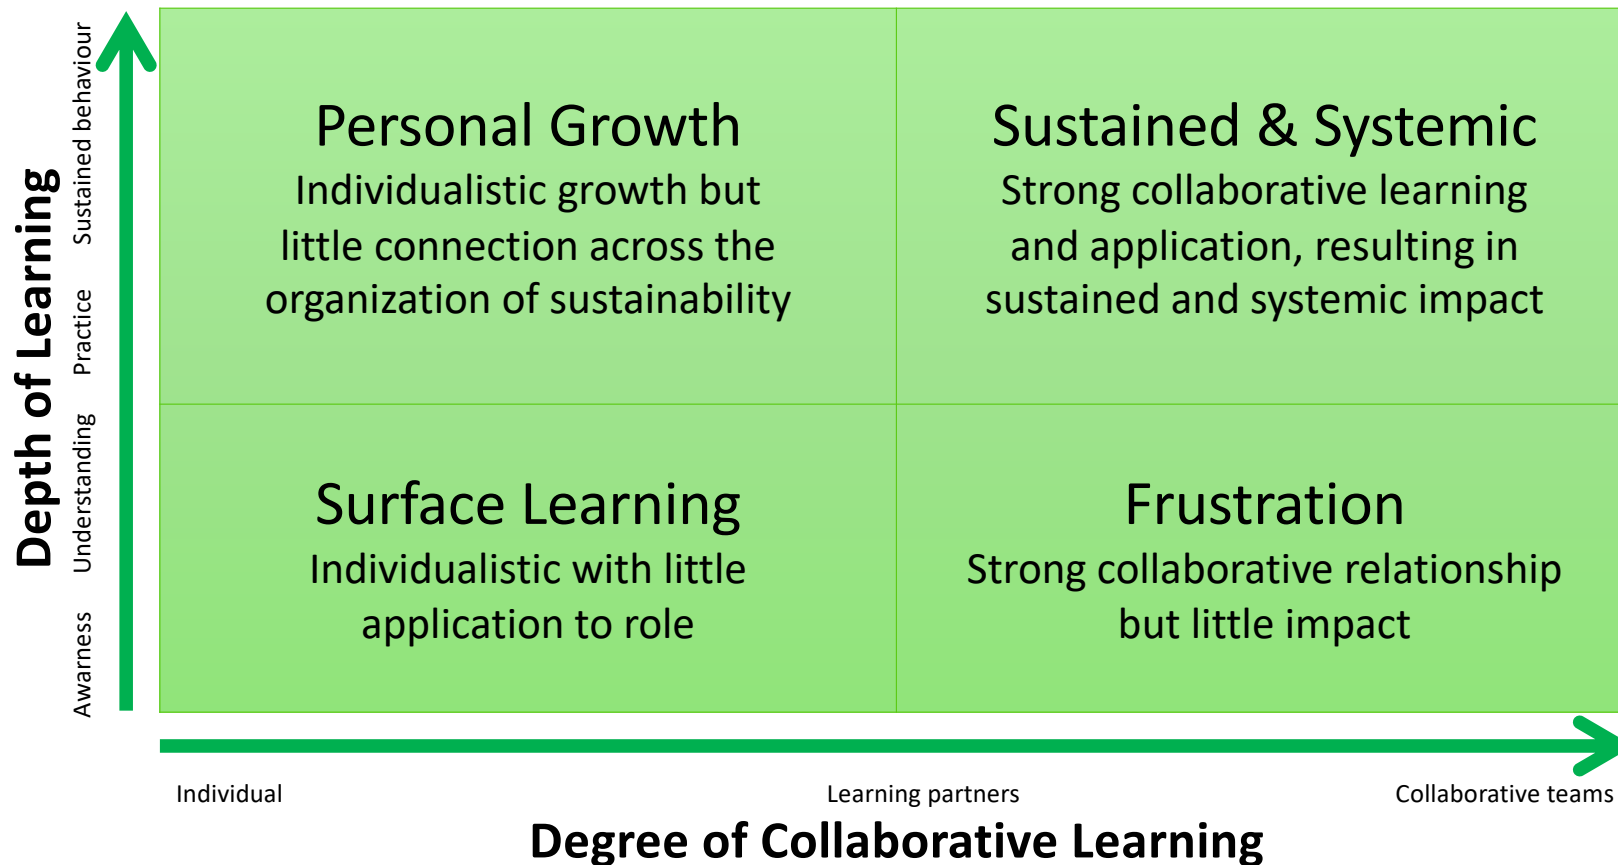 Depth of Learning
Sustained behaviour
Practice
Understanding
Awarness
Personal Growth
Individualistic growth but
little connection across the
organization of sustainability
Sustained & Systemic
Strong collaborative learning
and application, resulting in
sustained and systemic impact
Surface Learning
Individualistic with little
application to role
Frustration
Strong collaborative relationship
but little impact
Individual
Learning partners
Collaborative teams
Degree of Collaborative Learning